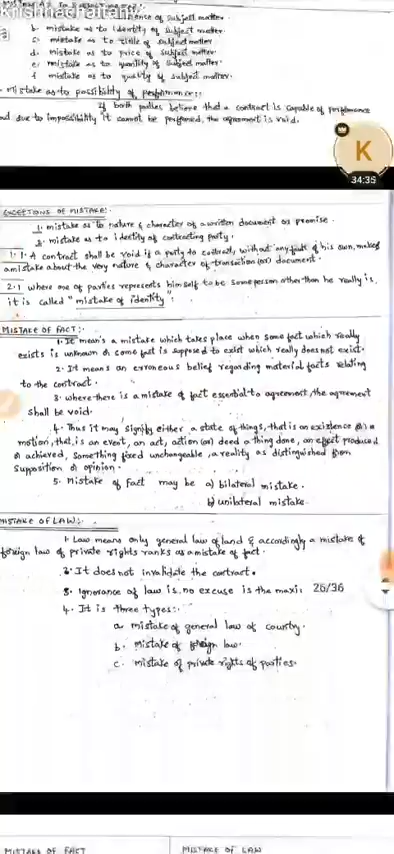 b. mistake as to identity of subject matter
c. mistake as to title of subject matter
d. mistake as to price of subject matter
e. mistake as to quantity of subject matter
f mistake as to quality of subject matter.
- Mistake as to possibility of performance:-
If both parties believe that a contract is capable of performance
due to impossibility it cannot be performed, the agreement is void.
K
34:35
EXCEPTIONS OF MISTAKE:-
1. mistake as to nature & character of a written document or promise.
2. mistake as to identity of contracting party.
1.1. A contract shall be void if a party to contract, without any fault of his own, makes
a mistake about the very nature & character of transaction (or) document.
2.1 where one of parties represents himself to be some person other than he really is,
it is called "mistake of identity".
MISTAKE OF FACT:-
1. It means a mistake which takes place when some fact which really
exists is unknown or some fact is supposed to exist which really does not exist.
2. It means an erroneous belief regarding material facts relating
to the contract.
3. where there is a mistake of fact essential to agreement, the agreement
shall be void.
4. Thus it may signify either a state of things, that is an existence (or) a
motion, that, is an event, an act, action (or) deed a thing done, an effect produced
or achieved, something fixed unchangeable, a reality as distinguished from
supposition or opinion.
5. Mistake of Fact may be a) bilateral mistake.
b) unilateral mistake.
MISTAKE OF LAW:-
1. Law means only general law of land & accordingly a mistake of
foreign law of private rights ranks as a mistake of fact.
2. It does not invalidate the contract.
3. Ignorance of law is no excuse is the maxi 26/36
4. It is three types:-
a. mistake of general law of country.
b. mistake of foreign law.
c. mistake of private rights of parties.
MISTAKE OF FACT MISTAKE OF LAW